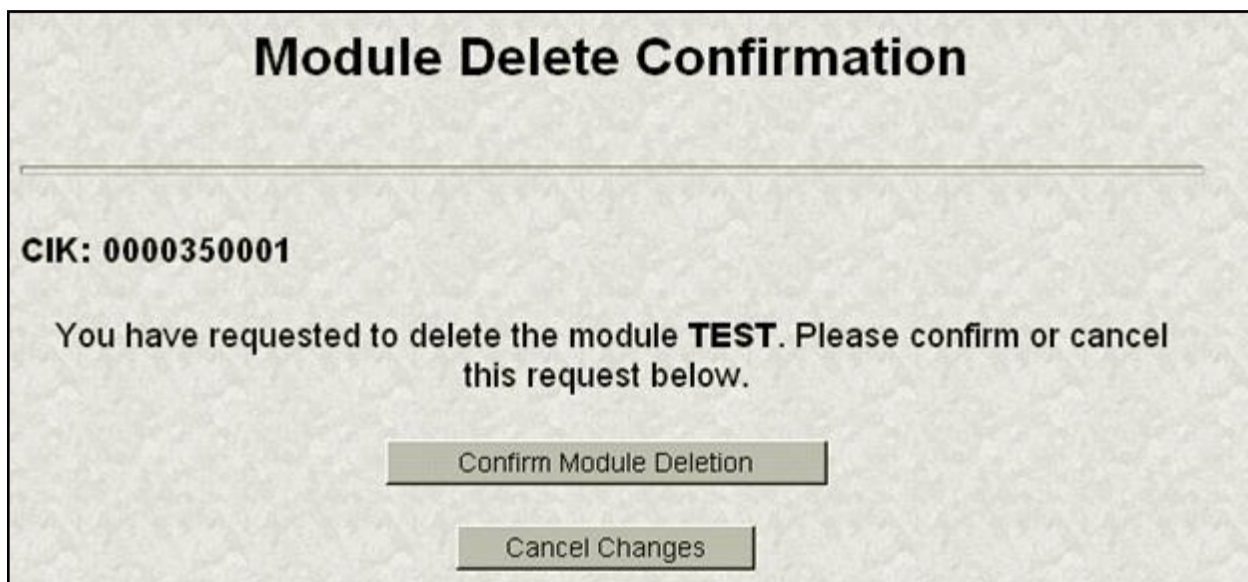 Module Delete Confirmation
CIK: 0000350001
You have requested to delete the module TEST. Please confirm or cancel
this request below.
Confirm Module Deletion
Cancel Changes